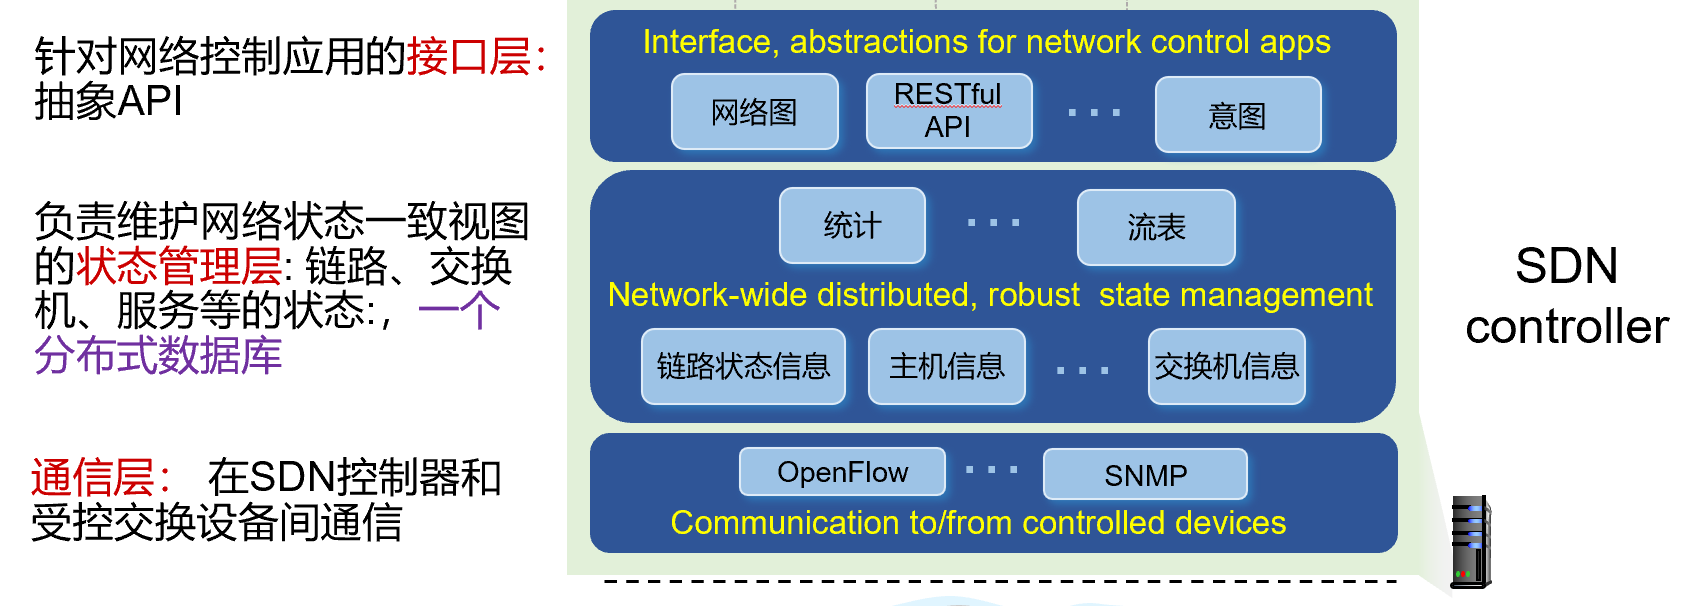 针对网络控制应用的接口层：
抽象API
负责维护网络状态一致视图
的状态管理层: 链路、交换
机、服务等的状态:，一个
分布式数据库
通信层： 在SDN控制器和
受控交换设备间通信
Interface, abstractions for network control apps
网络图
RESTful
API
...
意图
统计
...
流表
Network-wide distributed, robust state management
链路状态信息
主机信息
...
交换机信息
OpenFlow
...
SNMP
Communication to/from controlled devices
SDN
controller